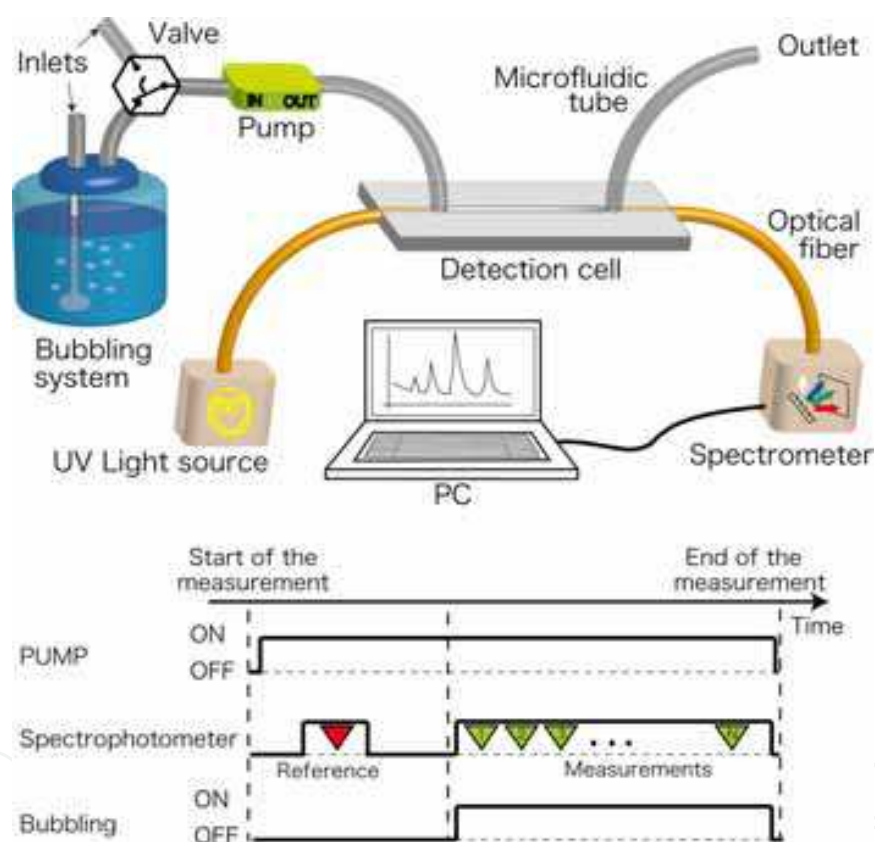 Valve
Inlets
Outlet
Microfluidic
tube
IN OUT
Pump
Optical
fiber
Detection cell
Bubbling
system
UV Light source
PC
Spectrometer
Start of the
measurement
End of the
measurement
Time
PUMP
ON
OFF
Spectrophotometer
Reference
Measurements
ON
Bubbling
OFF